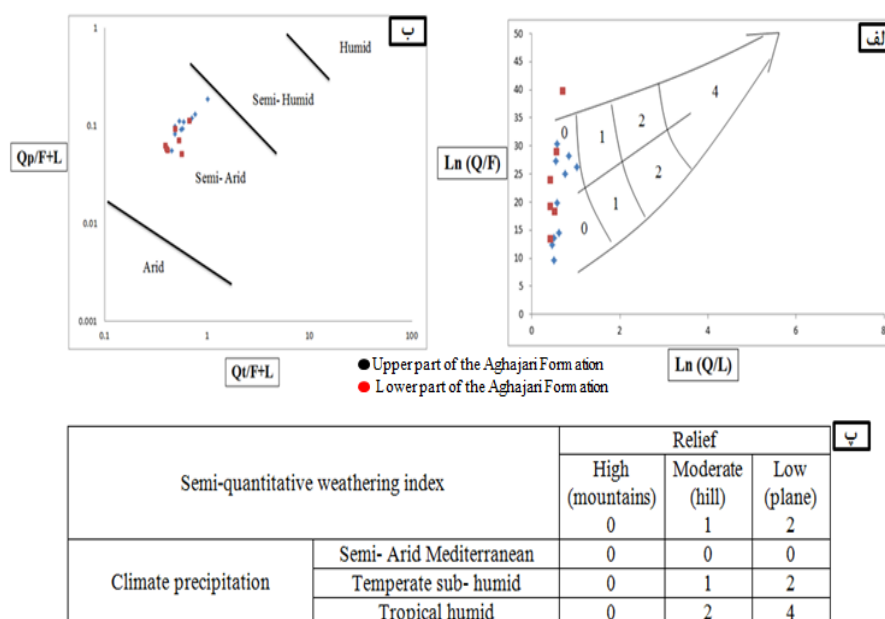 ب
1
0.1
0.01
0.001
0.1
1
10
100
Humid
Semi- Humid
Semi- Arid
Arid
Qp/F+L
Qt/F+L
الف
50
45
40
35
30
25
20
15
10
5
0
0
2
4
6
8
0
1
2
4
0
1
2
Ln (Q/F)
Ln (Q/L)
Upper part of the Aghajari Formation
Lower part of the Aghajari Formation
پ
Semi-quantitative weathering index
Relief
High (mountains) 0
Moderate (hill) 1
Low (plane) 2
Climate precipitation
Semi- Arid Mediterranean 0 0 0
Temperate sub- humid 0 1 2
Tropical humid 0 2 4